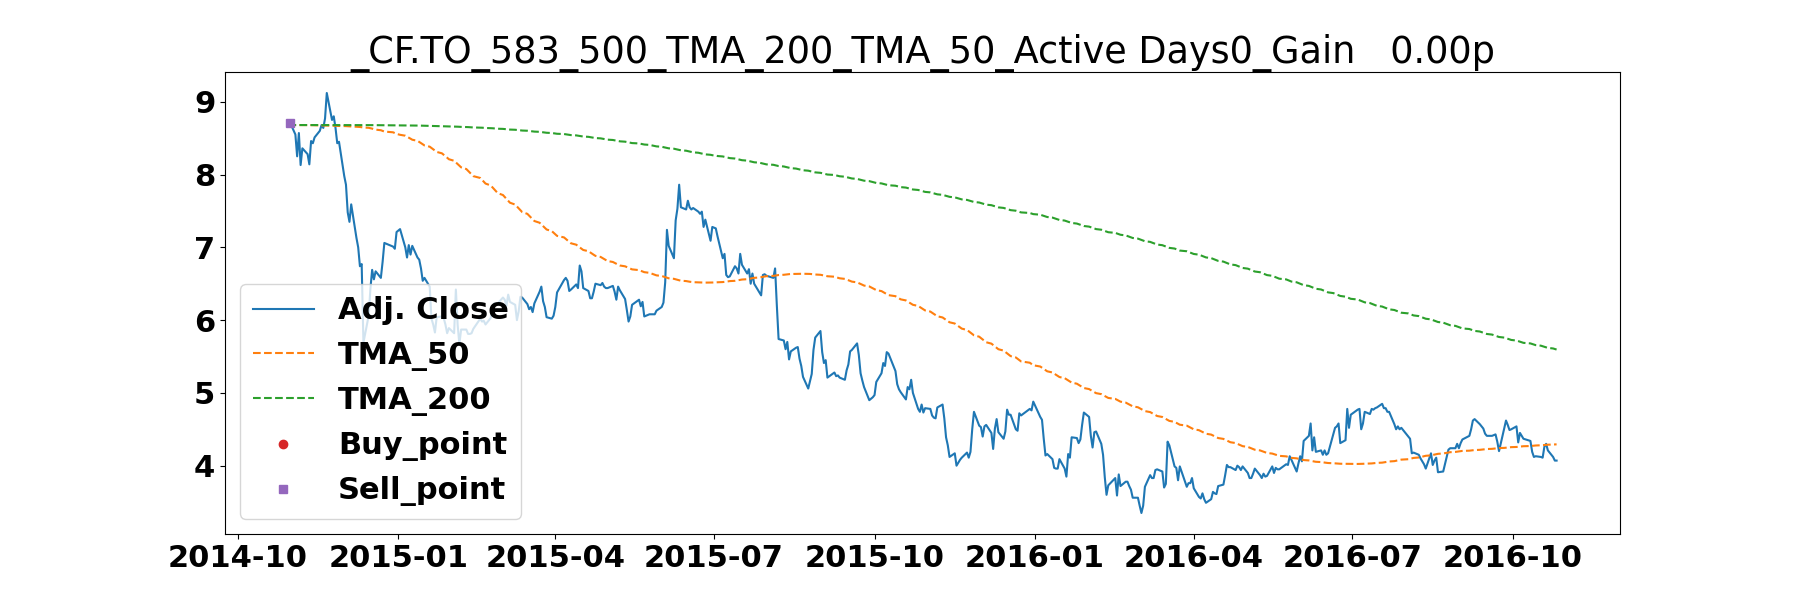 _CF.TO_583_500_TMA_200_TMA_50_Active Days0_Gain   0.00p
9
8
7
6
5
4
Adj. Close
TMA_50
TMA_200
Buy_point
Sell_point
2014-10 2015-01 2015-04 2015-07 2015-10 2016-01 2016-04 2016-07 2016-10